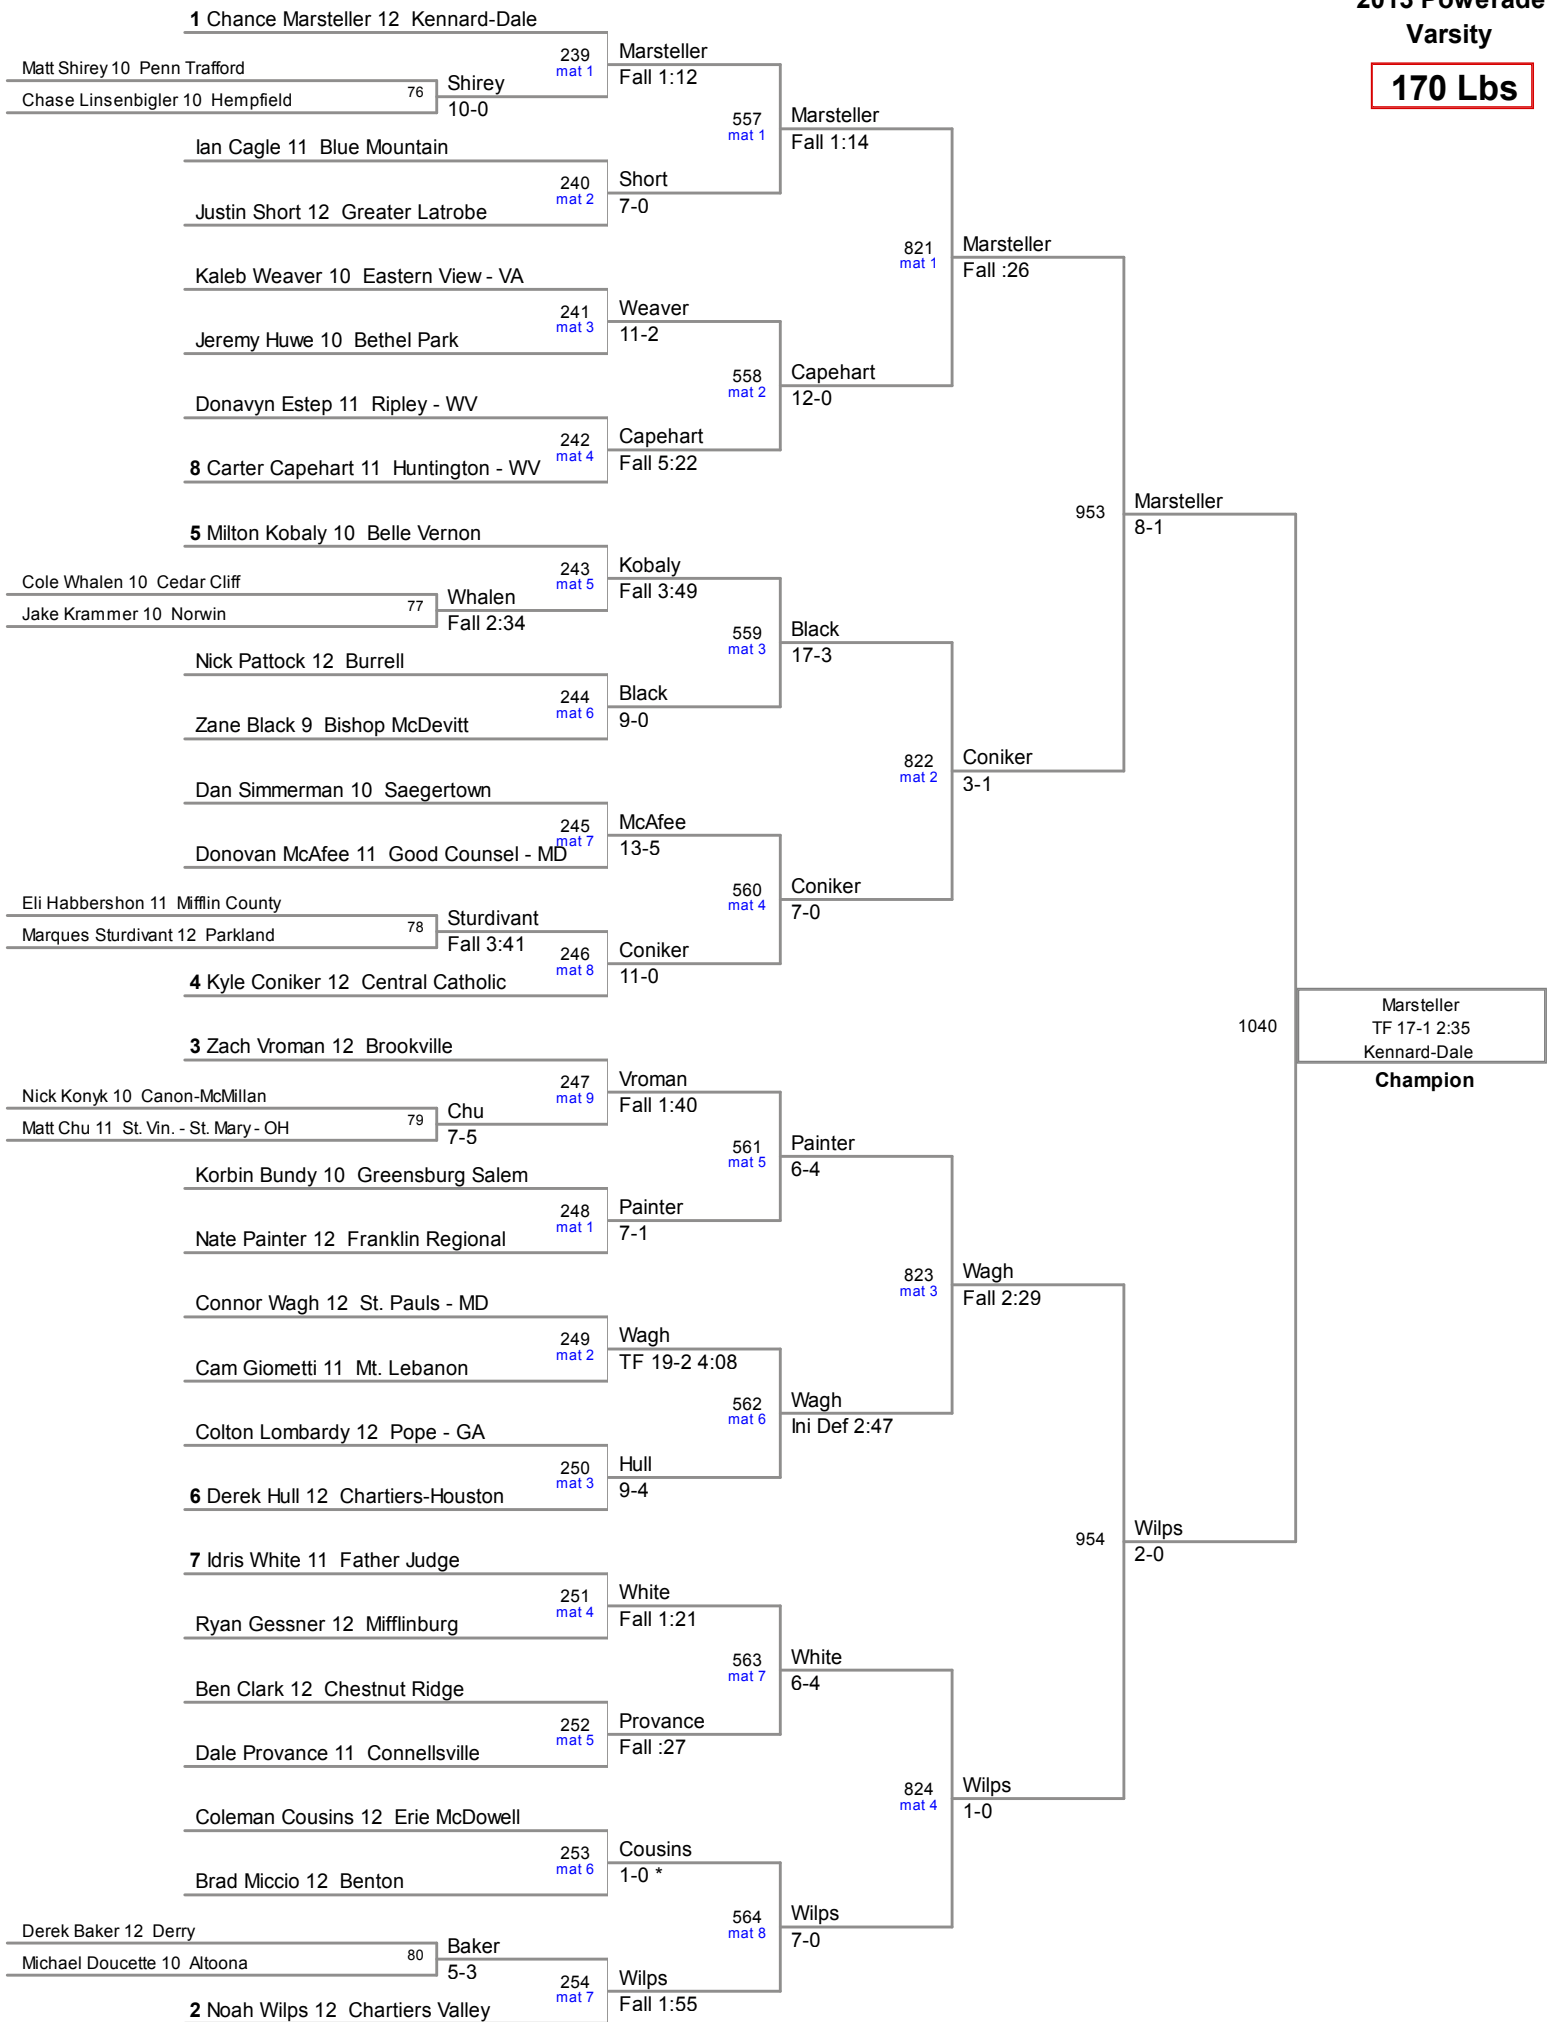 2013 Powerade
Varsity
170 Lbs
1 Chance Marsteller 12 Kennard-Dale
239
mat 1
Marsteller
Fall 1:12
Matt Shirey 10 Penn Trafford
Chase Linsenbigler 10 Hempfield
76
Shirey
10-0
557
mat 1
Marsteller
Fall 1:14
Ian Cagle 11 Blue Mountain
240
mat 2
Short
7-0
Justin Short 12 Greater Latrobe
821
mat 1
Marsteller
Fall :26
Kaleb Weaver 10 Eastern View - VA
241
mat 3
Weaver
11-2
Jeremy Huwe 10 Bethel Park
558
mat 2
Capehart
12-0
Donavyn Estep 11 Ripley - WV
242
mat 4
Capehart
Fall 5:22
8 Carter Capehart 11 Huntington - WV
953
Marsteller
8-1
5 Milton Kobaly 10 Belle Vernon
243
mat 5
Kobaly
Fall 3:49
Cole Whalen 10 Cedar Cliff
Jake Krammer 10 Norwin
77
Whalen
Fall 2:34
559
mat 3
Black
17-3
Nick Pattock 12 Burrell
244
mat 6
Black
9-0
Zane Black 9 Bishop McDevitt
822
mat 2
Coniker
3-1
Dan Simmerman 10 Saegertown
245
mat 7
McAfee
13-5
Donovan McAfee 11 Good Counsel - MD
560
mat 4
Coniker
7-0
Eli Habbershon 11 Mifflin County
Marques Sturdivant 12 Parkland
78
Sturdivant
Fall 3:41
246
mat 8
Coniker
11-0
4 Kyle Coniker 12 Central Catholic
1040
Marsteller
TF 17-1 2:35
Kennard-Dale
Champion
3 Zach Vroman 12 Brookville
247
mat 9
Vroman
Fall 1:40
Nick Konyk 10 Canon-McMillan
Matt Chu 11 St. Vin. - St. Mary - OH
79
Chu
7-5
561
mat 5
Painter
6-4
Korbin Bundy 10 Greensburg Salem
248
mat 1
Painter
7-1
Nate Painter 12 Franklin Regional
823
mat 3
Wagh
Fall 2:29
Connor Wagh 12 St. Pauls - MD
249
mat 2
Wagh
TF 19-2 4:08
Cam Giometti 11 Mt. Lebanon
562
mat 6
Wagh
Ini Def 2:47
Colton Lombardy 12 Pope - GA
250
mat 3
Hull
9-4
6 Derek Hull 12 Chartiers-Houston
954
Wilps
2-0
7 Idris White 11 Father Judge
251
mat 4
White
Fall 1:21
Ryan Gessner 12 Mifflinburg
563
mat 7
White
6-4
Ben Clark 12 Chestnut Ridge
252
mat 5
Provance
Fall :27
Dale Provance 11 Connellsville
824
mat 4
Wilps
1-0
Coleman Cousins 12 Erie McDowell
253
mat 6
Cousins
1-0 *
Brad Miccio 12 Benton
564
mat 8
Wilps
7-0
Derek Baker 12 Derry
Michael Doucette 10 Altoona
80
Baker
5-3
254
mat 7
Wilps
Fall 1:55
2 Noah Wilps 12 Chartiers Valley